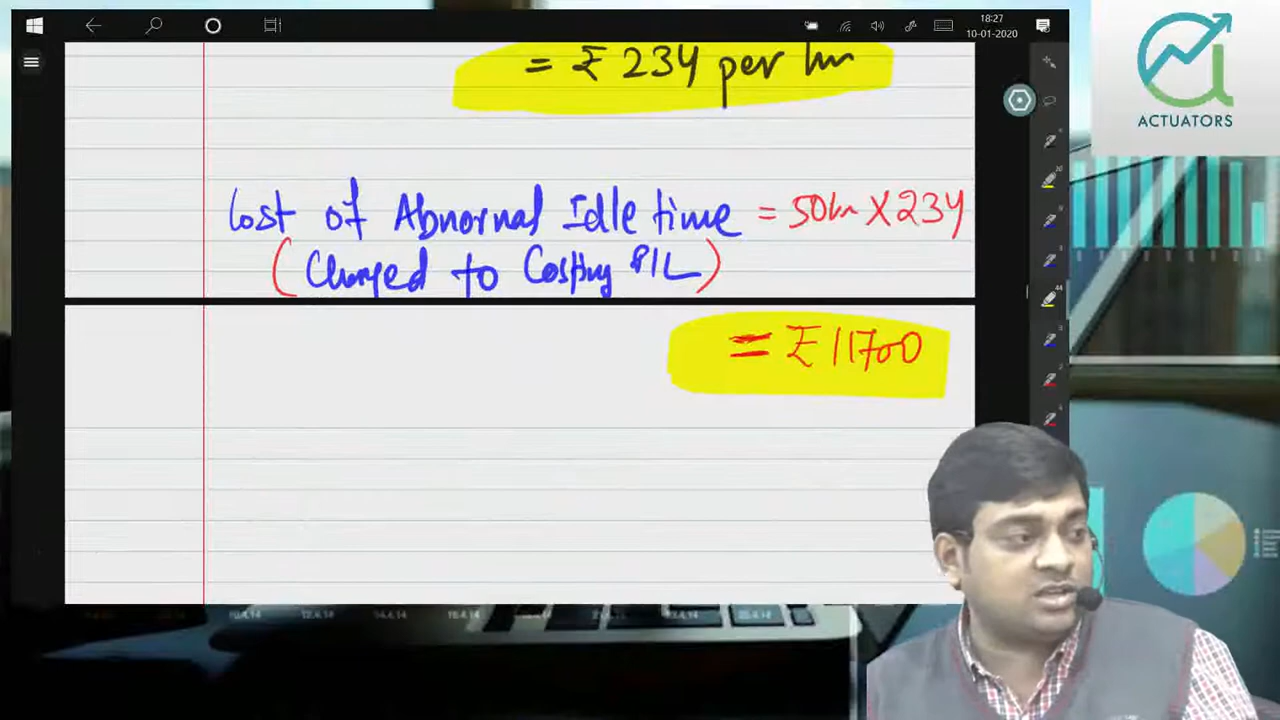 18:27
10-01-2020
ACTUATORS
= ₹ 234 per hr
Cost of Abnormal Idle time = 50hr X 234
(Charged to Costing P/L)
= ₹ 11700